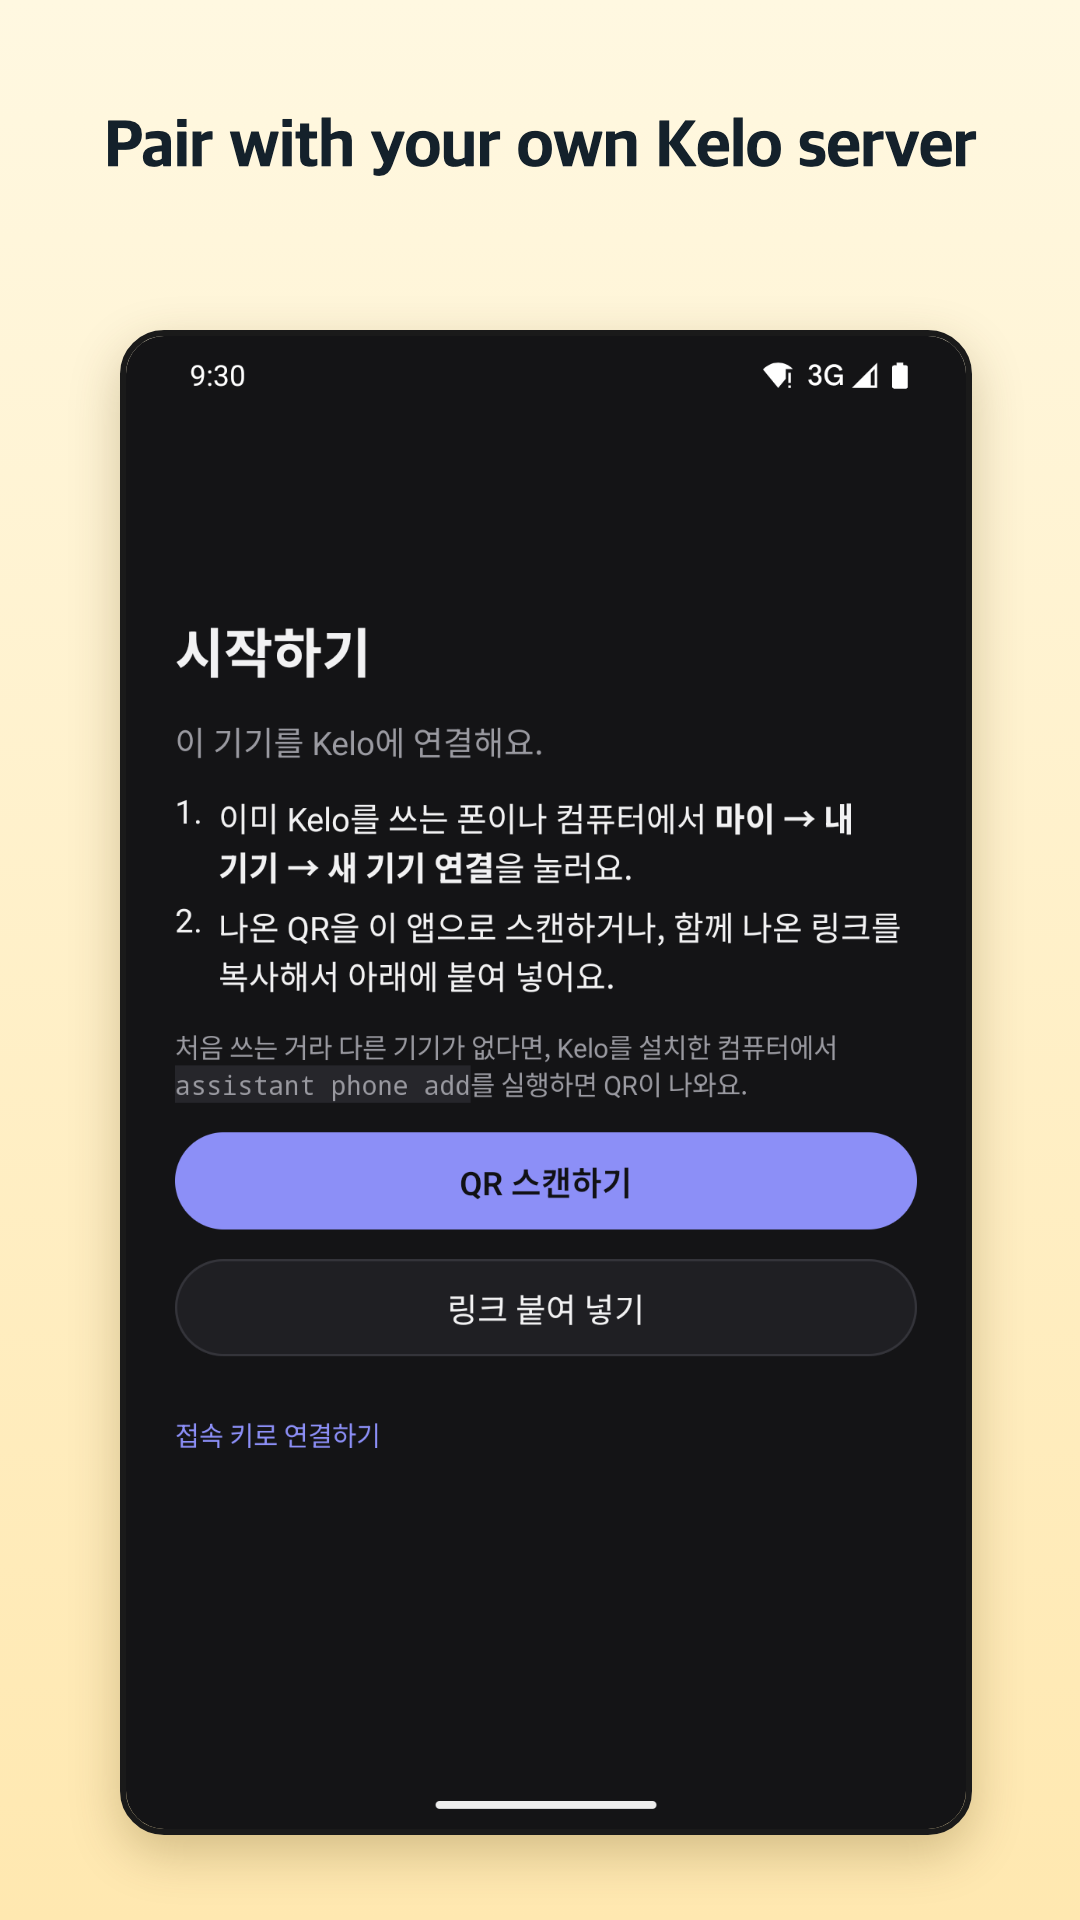 Pair with your own Kelo server
9:30
3G
시작하기
이 기기를 Kelo에 연결해요.
1. 이미 Kelo를 쓰는 폰이나 컴퓨터에서 마이 → 내
기기 → 새 기기 연결을 눌러요.
2. 나온 QR을 이 앱으로 스캔하거나, 함께 나온 링크를
복사해서 아래에 붙여 넣어요.
처음 쓰는 거라 다른 기기가 없다면, Kelo를 설치한 컴퓨터에서
assistant phone add를 실행하면 QR이 나와요.
QR 스캔하기
링크 붙여 넣기
접속 키로 연결하기